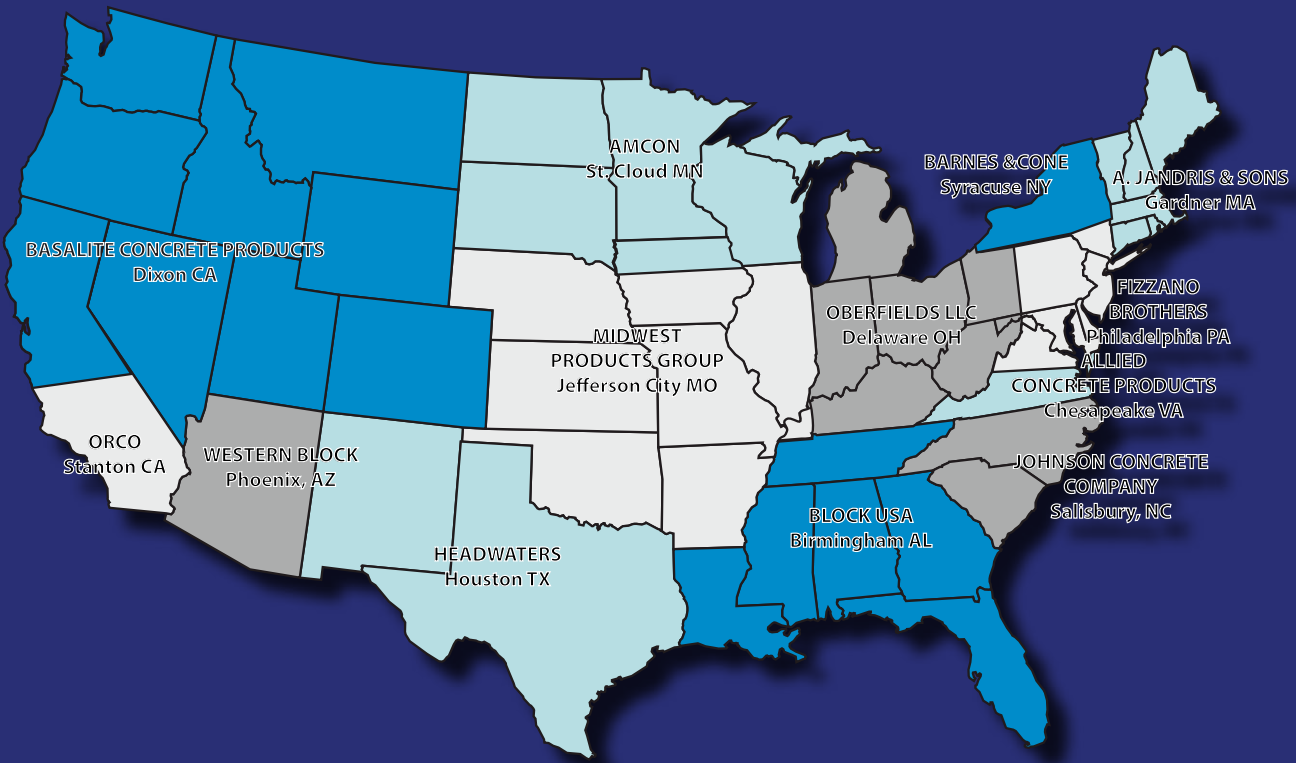 AMCON
St. Cloud MN
BARNES &CONE
Syracuse NY
A. JANDRIS & SONS
Gardner MA
BASALITE CONCRETE PRODUCTS
Dixon CA
FIZZANO
BROTHERS
Philadelphia PA
OBERFIELDS LLC
Delaware OH
MIDWEST
PRODUCTS GROUP
Jefferson City MO
ALLIED
CONCRETE PRODUCTS
Chesapeake VA
ORCO
Stanton CA
WESTERN BLOCK
Phoenix, AZ
JOHNSON CONCRETE
COMPANY
Salisbury, NC
BLOCK USA
Birmingham AL
HEADWATERS
Houston TX